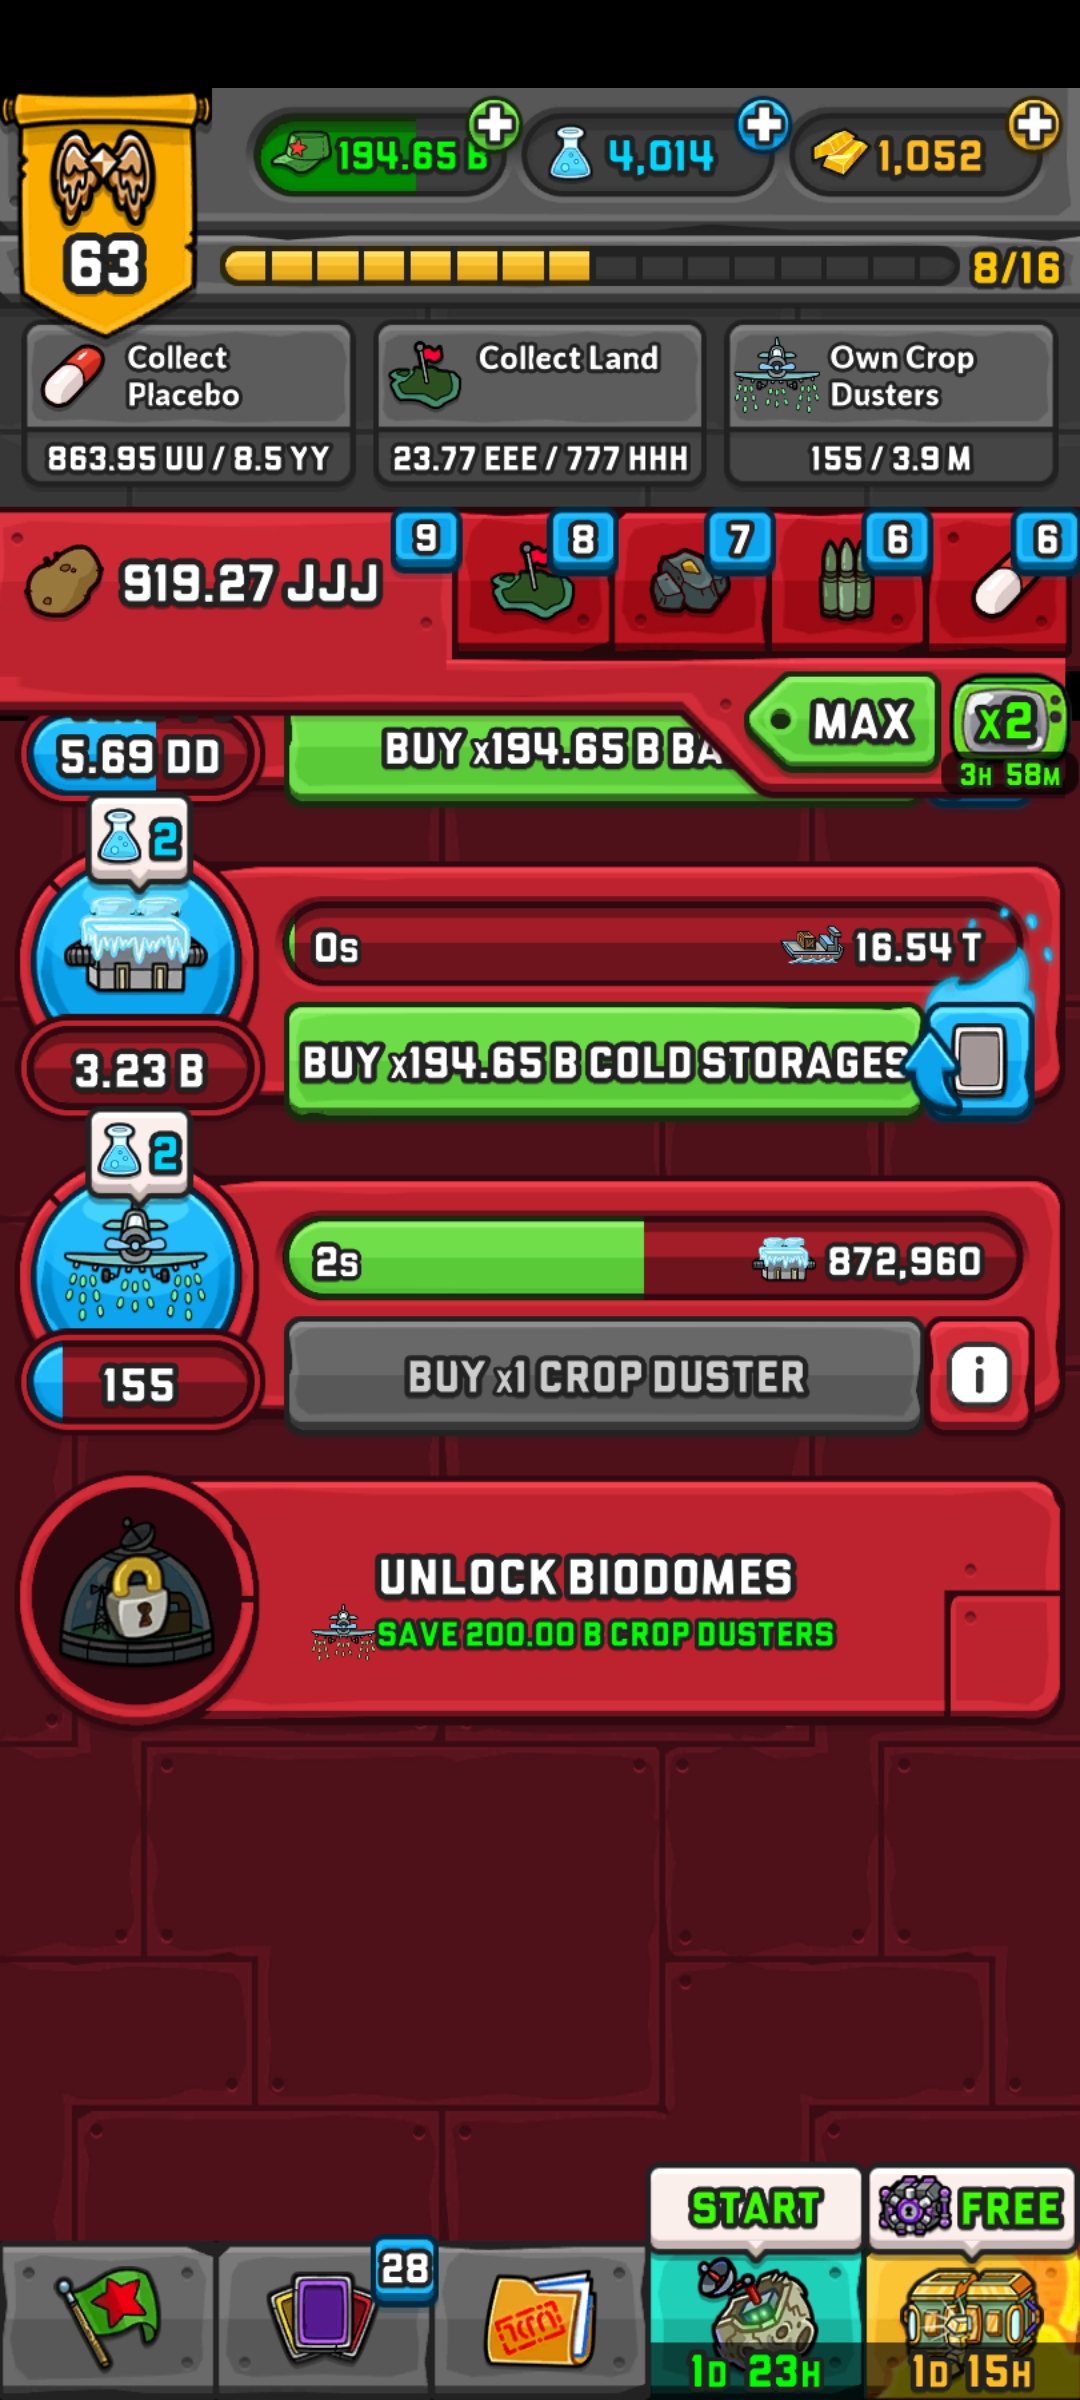 194.65 B
4,014
1,052
63
8/16
Collect
Placebo
863.95 UU / 8.5 YY
Collect Land
23.77 EEE / 777 HHH
Own Crop
Dusters
155 / 3.9 M
919.27 JJJ
9
8
7
6
6
MAX
x2
3H 58M
5.69 DD
BUY x194.65 B BA
2
0s
16.54 T
3.23 B
BUY x194.65 B COLD STORAGES
2
2s
872,960
155
BUY x1 CROP DUSTER
i
UNLOCK BIODOMES
SAVE 200.00 B CROP DUSTERS
START
FREE
28
1D 23H
1D 15H